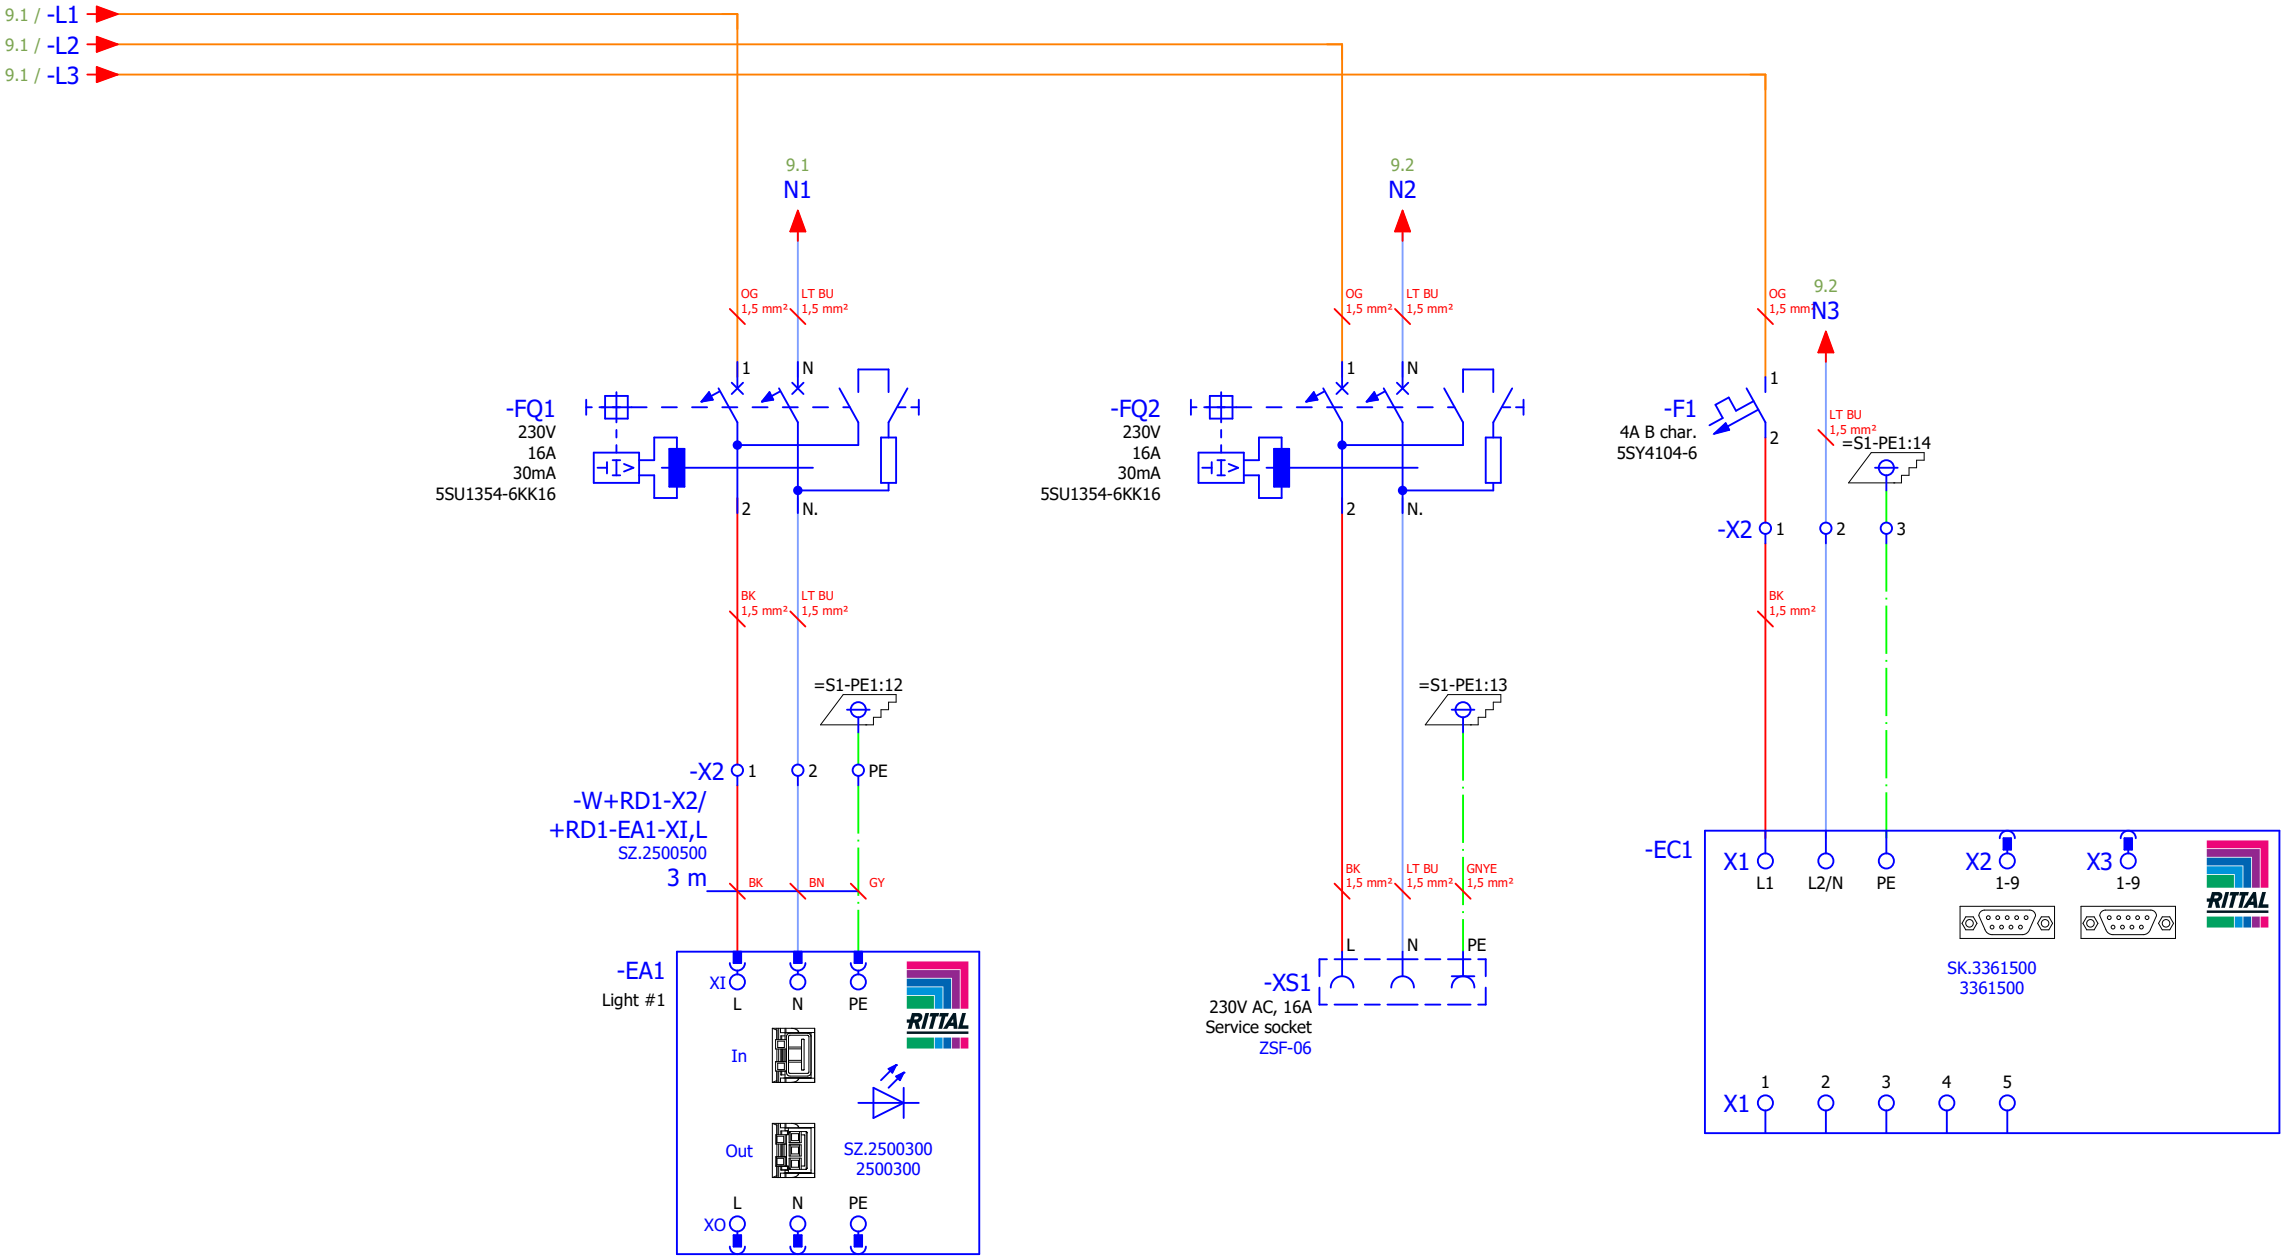 9.1 / -L1
9.1 / -L2
9.1 / -L3
9.1
N1
9.2
N2
9.2
N3
OG
1,5 mm²
LT BU
1,5 mm²
OG
1,5 mm²
LT BU
1,5 mm²
OG
1,5 mm²
LT BU
1,5 mm²
-FQ1
230V
16A
30mA
5SU1354-6KK16
1
N
2
N.
-FQ2
230V
16A
30mA
5SU1354-6KK16
1
N
2
N.
-F1
4A B char.
5SY4104-6
1
2
=S1-PE1:14
-X2
1
2
3
BK
1,5 mm²
LT BU
1,5 mm²
BK
1,5 mm²
=S1-PE1:12
=S1-PE1:13
-X2
1
2
PE
-W+RD1-X2/
+RD1-EA1-XI,L
SZ.2500500
3 m
BK
BN
GY
BK
1,5 mm²
LT BU
1,5 mm²
GNYE
1,5 mm²
-EA1
Light #1
XI
L
N
PE
RITTAL
In
Out
SZ.2500300
2500300
L
N
PE
XO
L
N
PE
-XS1
230V AC, 16A
Service socket
ZSF-06
-EC1
X1
L1
L2/N
PE
X2
1-9
X3
1-9
RITTAL
SK.3361500
3361500
1
2
3
4
5
X1